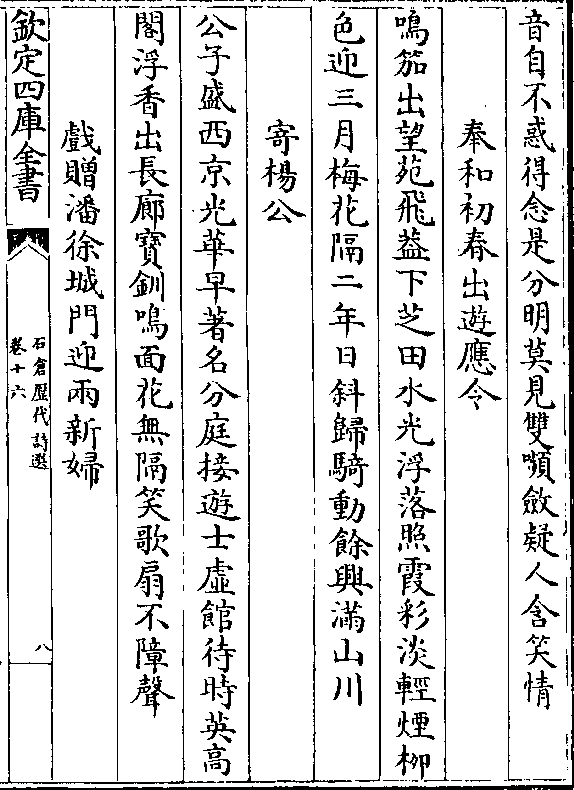 音自不惑得念是分明莫見雙嚬斂疑人含笑情
奉和初春出遊應令
鳴笳出望苑飛葢下芝田水光浮落照霞彩淡輕煙柳
色迎三月梅花隔二年日斜歸騎動餘興滿山川
寄楊公
公子盛西京光華早著名分庭接遊士虛館待時英高
閣浮香出長廊寶釧鳴面花無隔笑歌扇不障聲
戲贈潘徐城門迎兩新婦
欽定四庫全書
石倉歷代詩選
卷十六
八